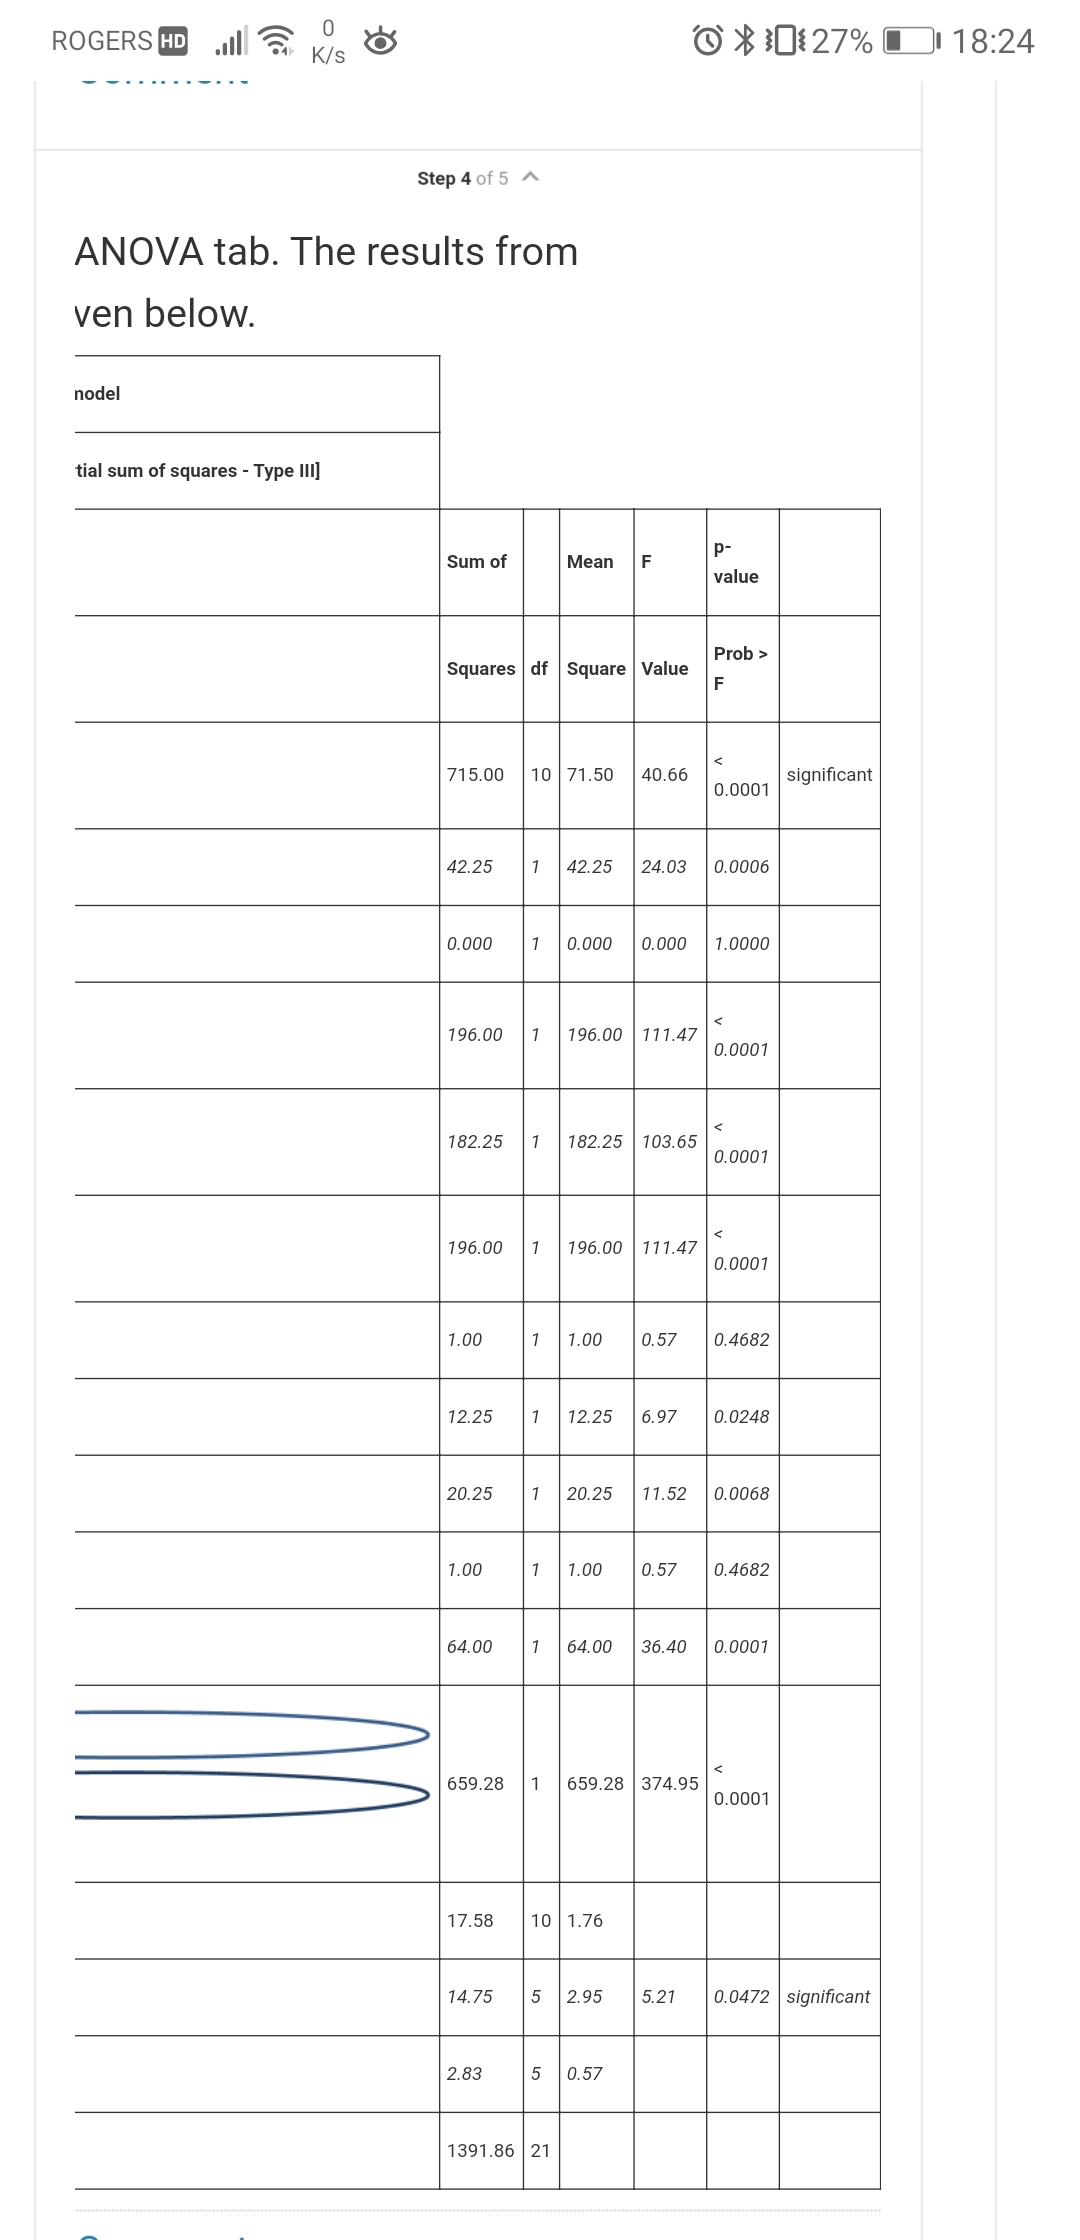 ROGERS HD 0 K/s 27% 18:24
Comment
Step 4 of 5
ANOVA tab. The results from
ven below.
model
tial sum of squares - Type III]
Sum of Mean F p-value
Squares df Square Value Prob > F
715.00 10 71.50 40.66 < 0.0001 significant
42.25 1 42.25 24.03 0.0006
0.000 1 0.000 0.000 1.0000
196.00 1 196.00 111.47 < 0.0001
182.25 1 182.25 103.65 < 0.0001
196.00 1 196.00 111.47 < 0.0001
1.00 1 1.00 0.57 0.4682
12.25 1 12.25 6.97 0.0248
20.25 1 20.25 11.52 0.0068
1.00 1 1.00 0.57 0.4682
64.00 1 64.00 36.40 0.0001
659.28 1 659.28 374.95 < 0.0001
17.58 10 1.76
14.75 5 2.95 5.21 0.0472 significant
2.83 5 0.57
1391.86 21